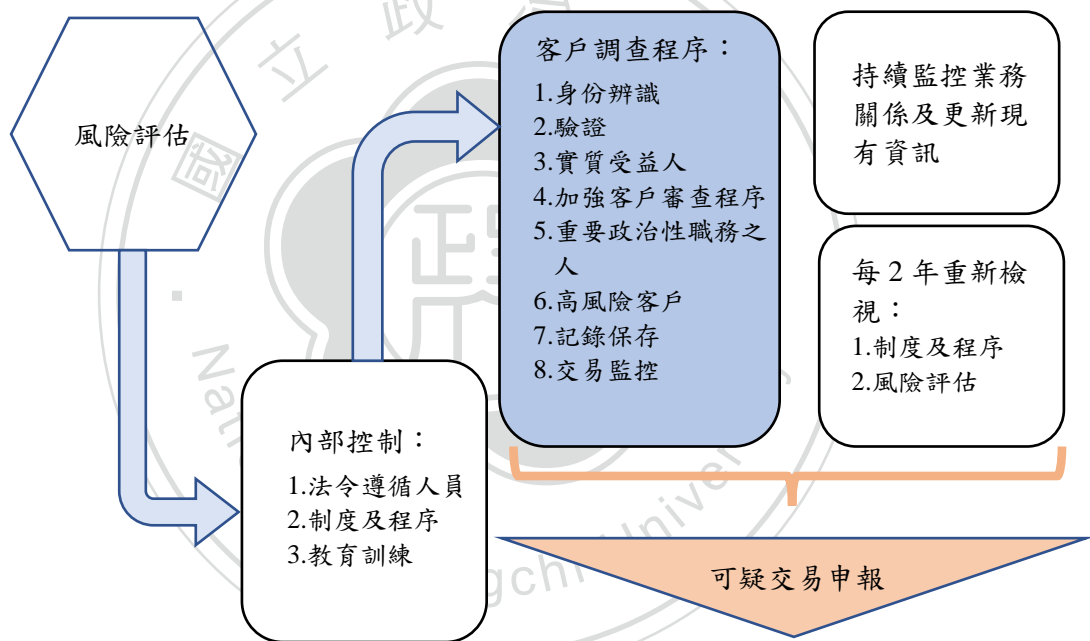 風險評估
內部控制：
1.法令遵循人員
2.制度及程序
3.教育訓練
客戶調查程序：
1.身份辨識
2.驗證
3.實質受益人
4.加強客戶審查程序
5.重要政治性職務之
人
6.高風險客戶
7.記錄保存
8.交易監控
持續監控業務
關係及更新現
有資訊
每 2 年重新檢
視：
1.制度及程序
2.風險評估
可疑交易申報
國 立 政